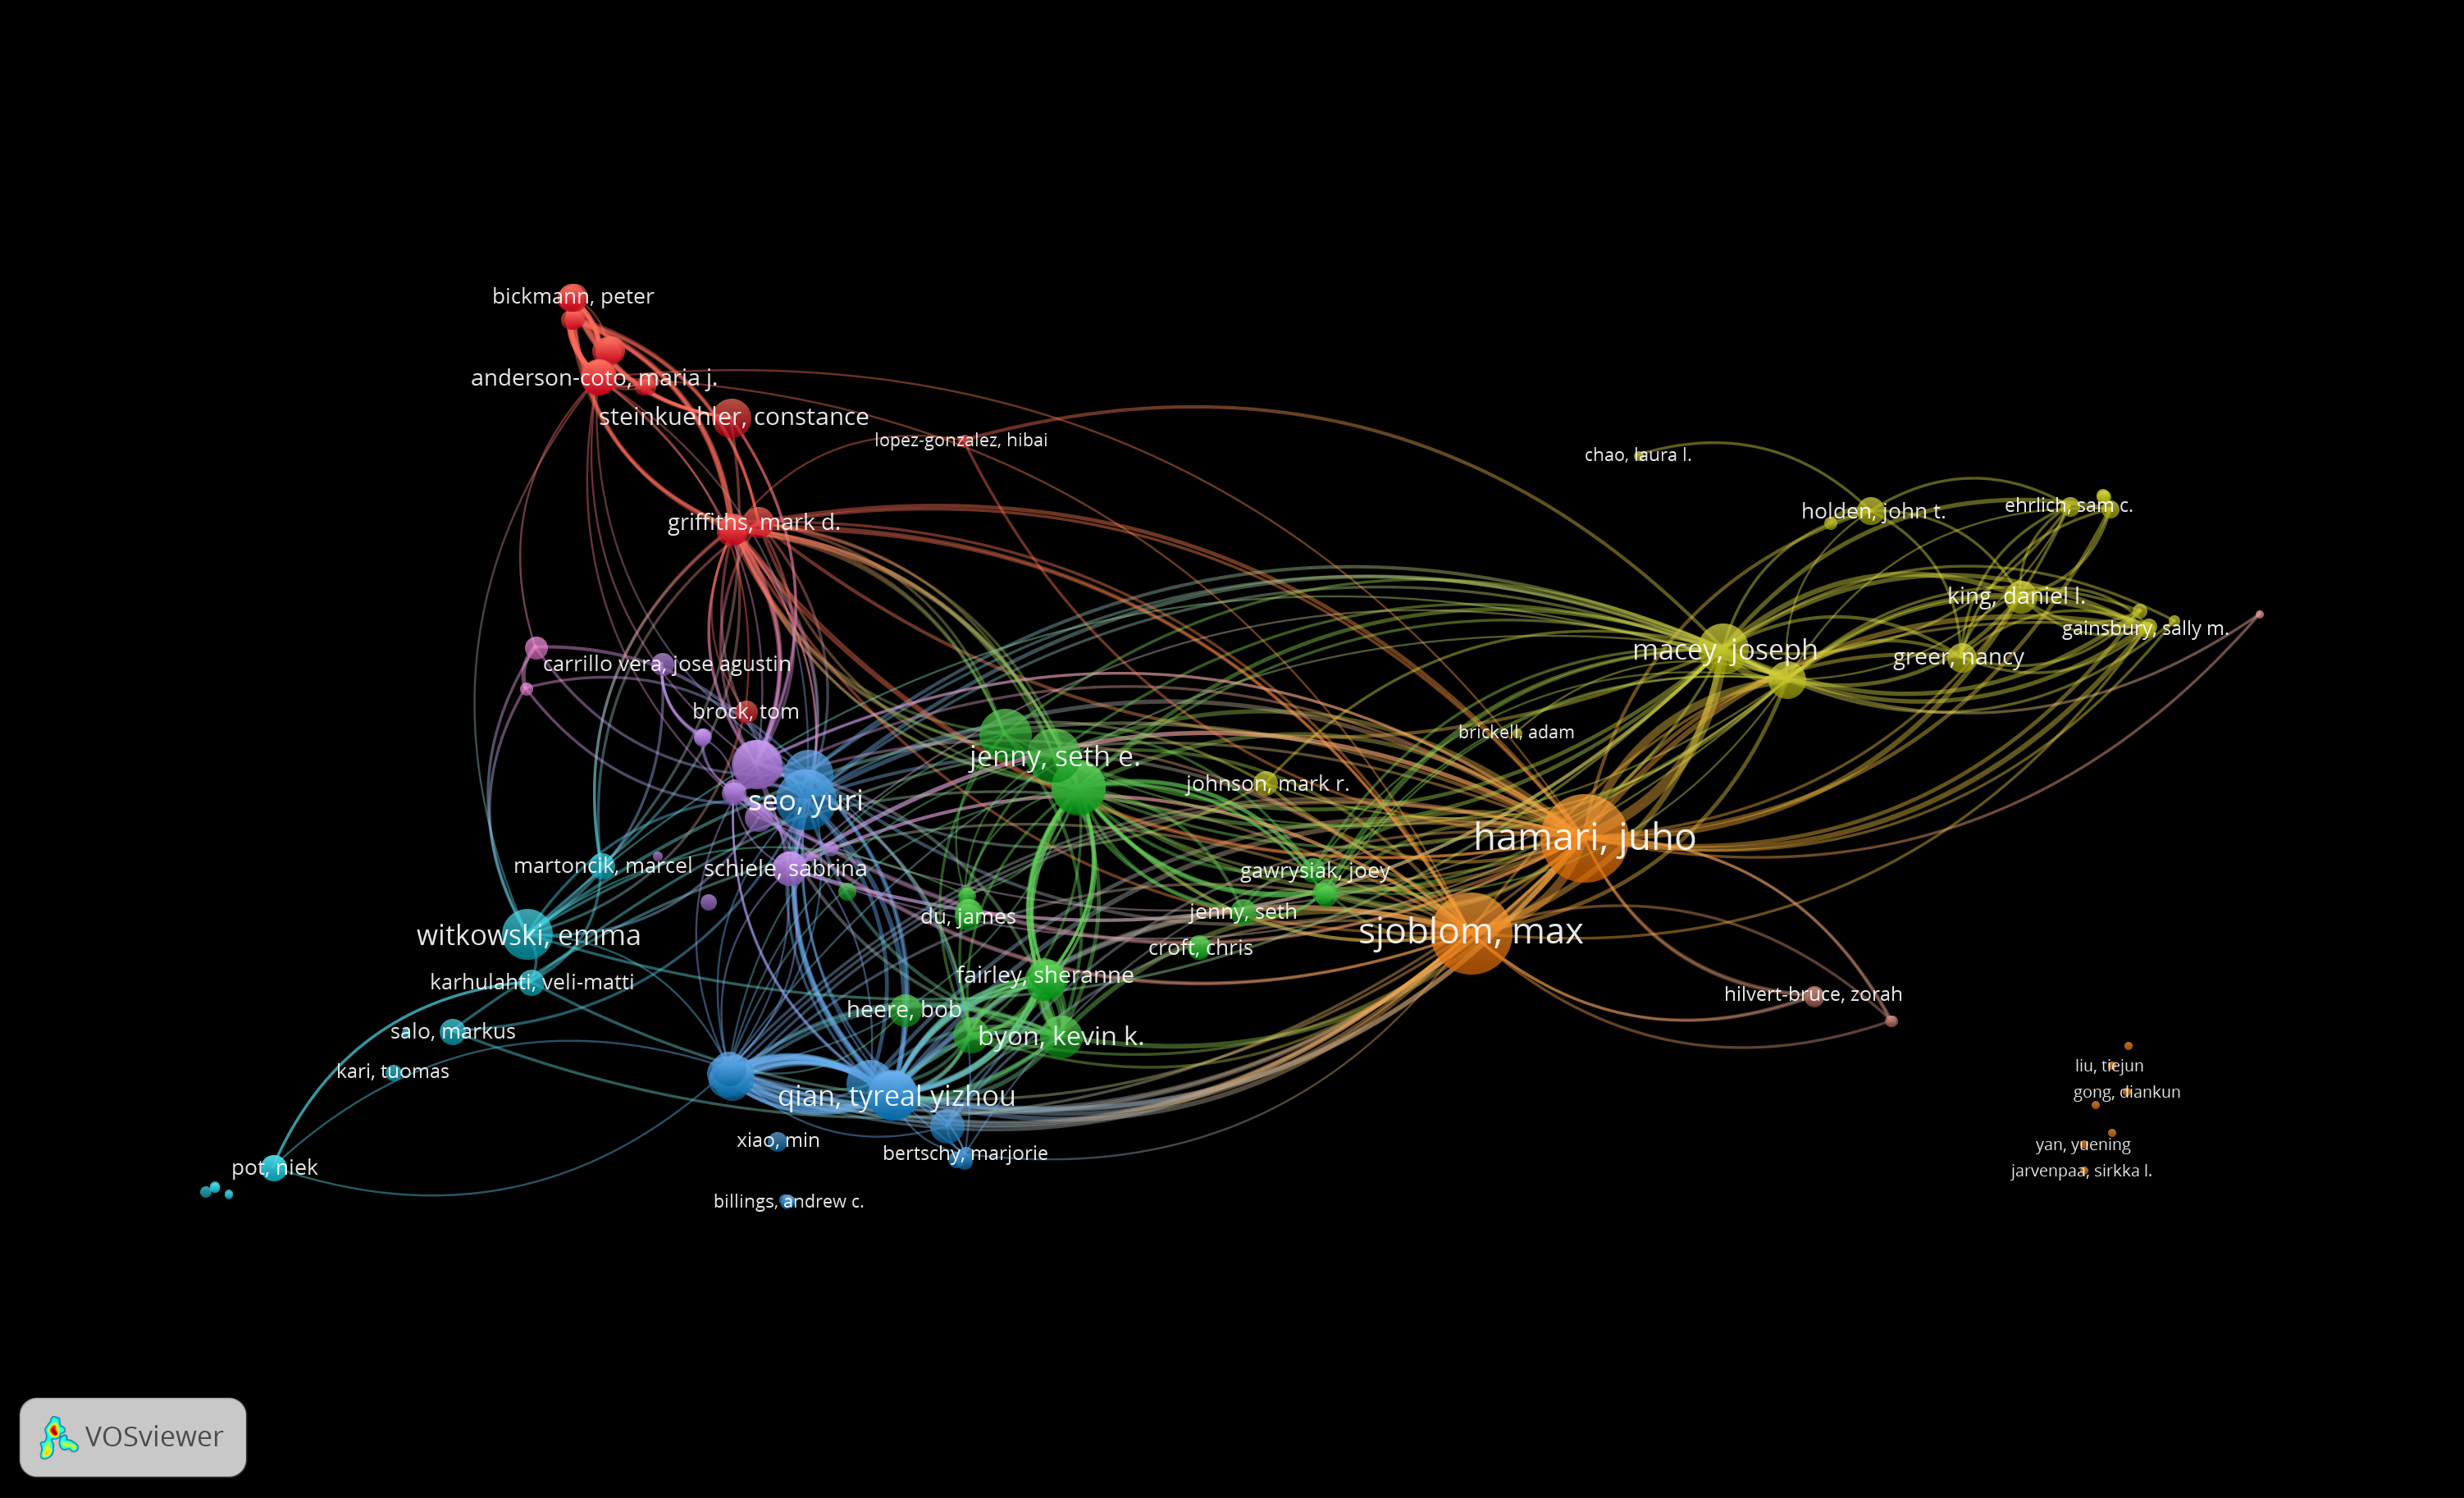 bickmann, peter
anderson-coto, maria j.
steinkuehler, constance
lopez-gonzalez, hibai
chao, laura l.
griffiths, mark d.
holden, john t.
ehrlich, sam c.
king, daniel l.
gainsbury, sally m.
macey, joseph
greer, nancy
carrillo vera, jose agustin
brock, tom
brickell, adam
jenny, seth e.
johnson, mark r.
seo, yuri
hamari, juho
martoncik, marcel
schiele, sabrina
gawrysiak, joey
du, james
jenny, seth
witkowski, emma
sjoblom, max
croft, chris
fairley, sheranne
karhulahti, veli-matti
hilvert-bruce, zorah
heere, bob
salo, markus
byon, kevin k.
kari, tuomas
liu, tiejun
gong, diankun
qian, tyreal yizhou
xiao, min
yan, yuening
bertschy, marjorie
pot, niek
jarvenpaa, sirkka l.
billings, andrew c.
VOSviewer